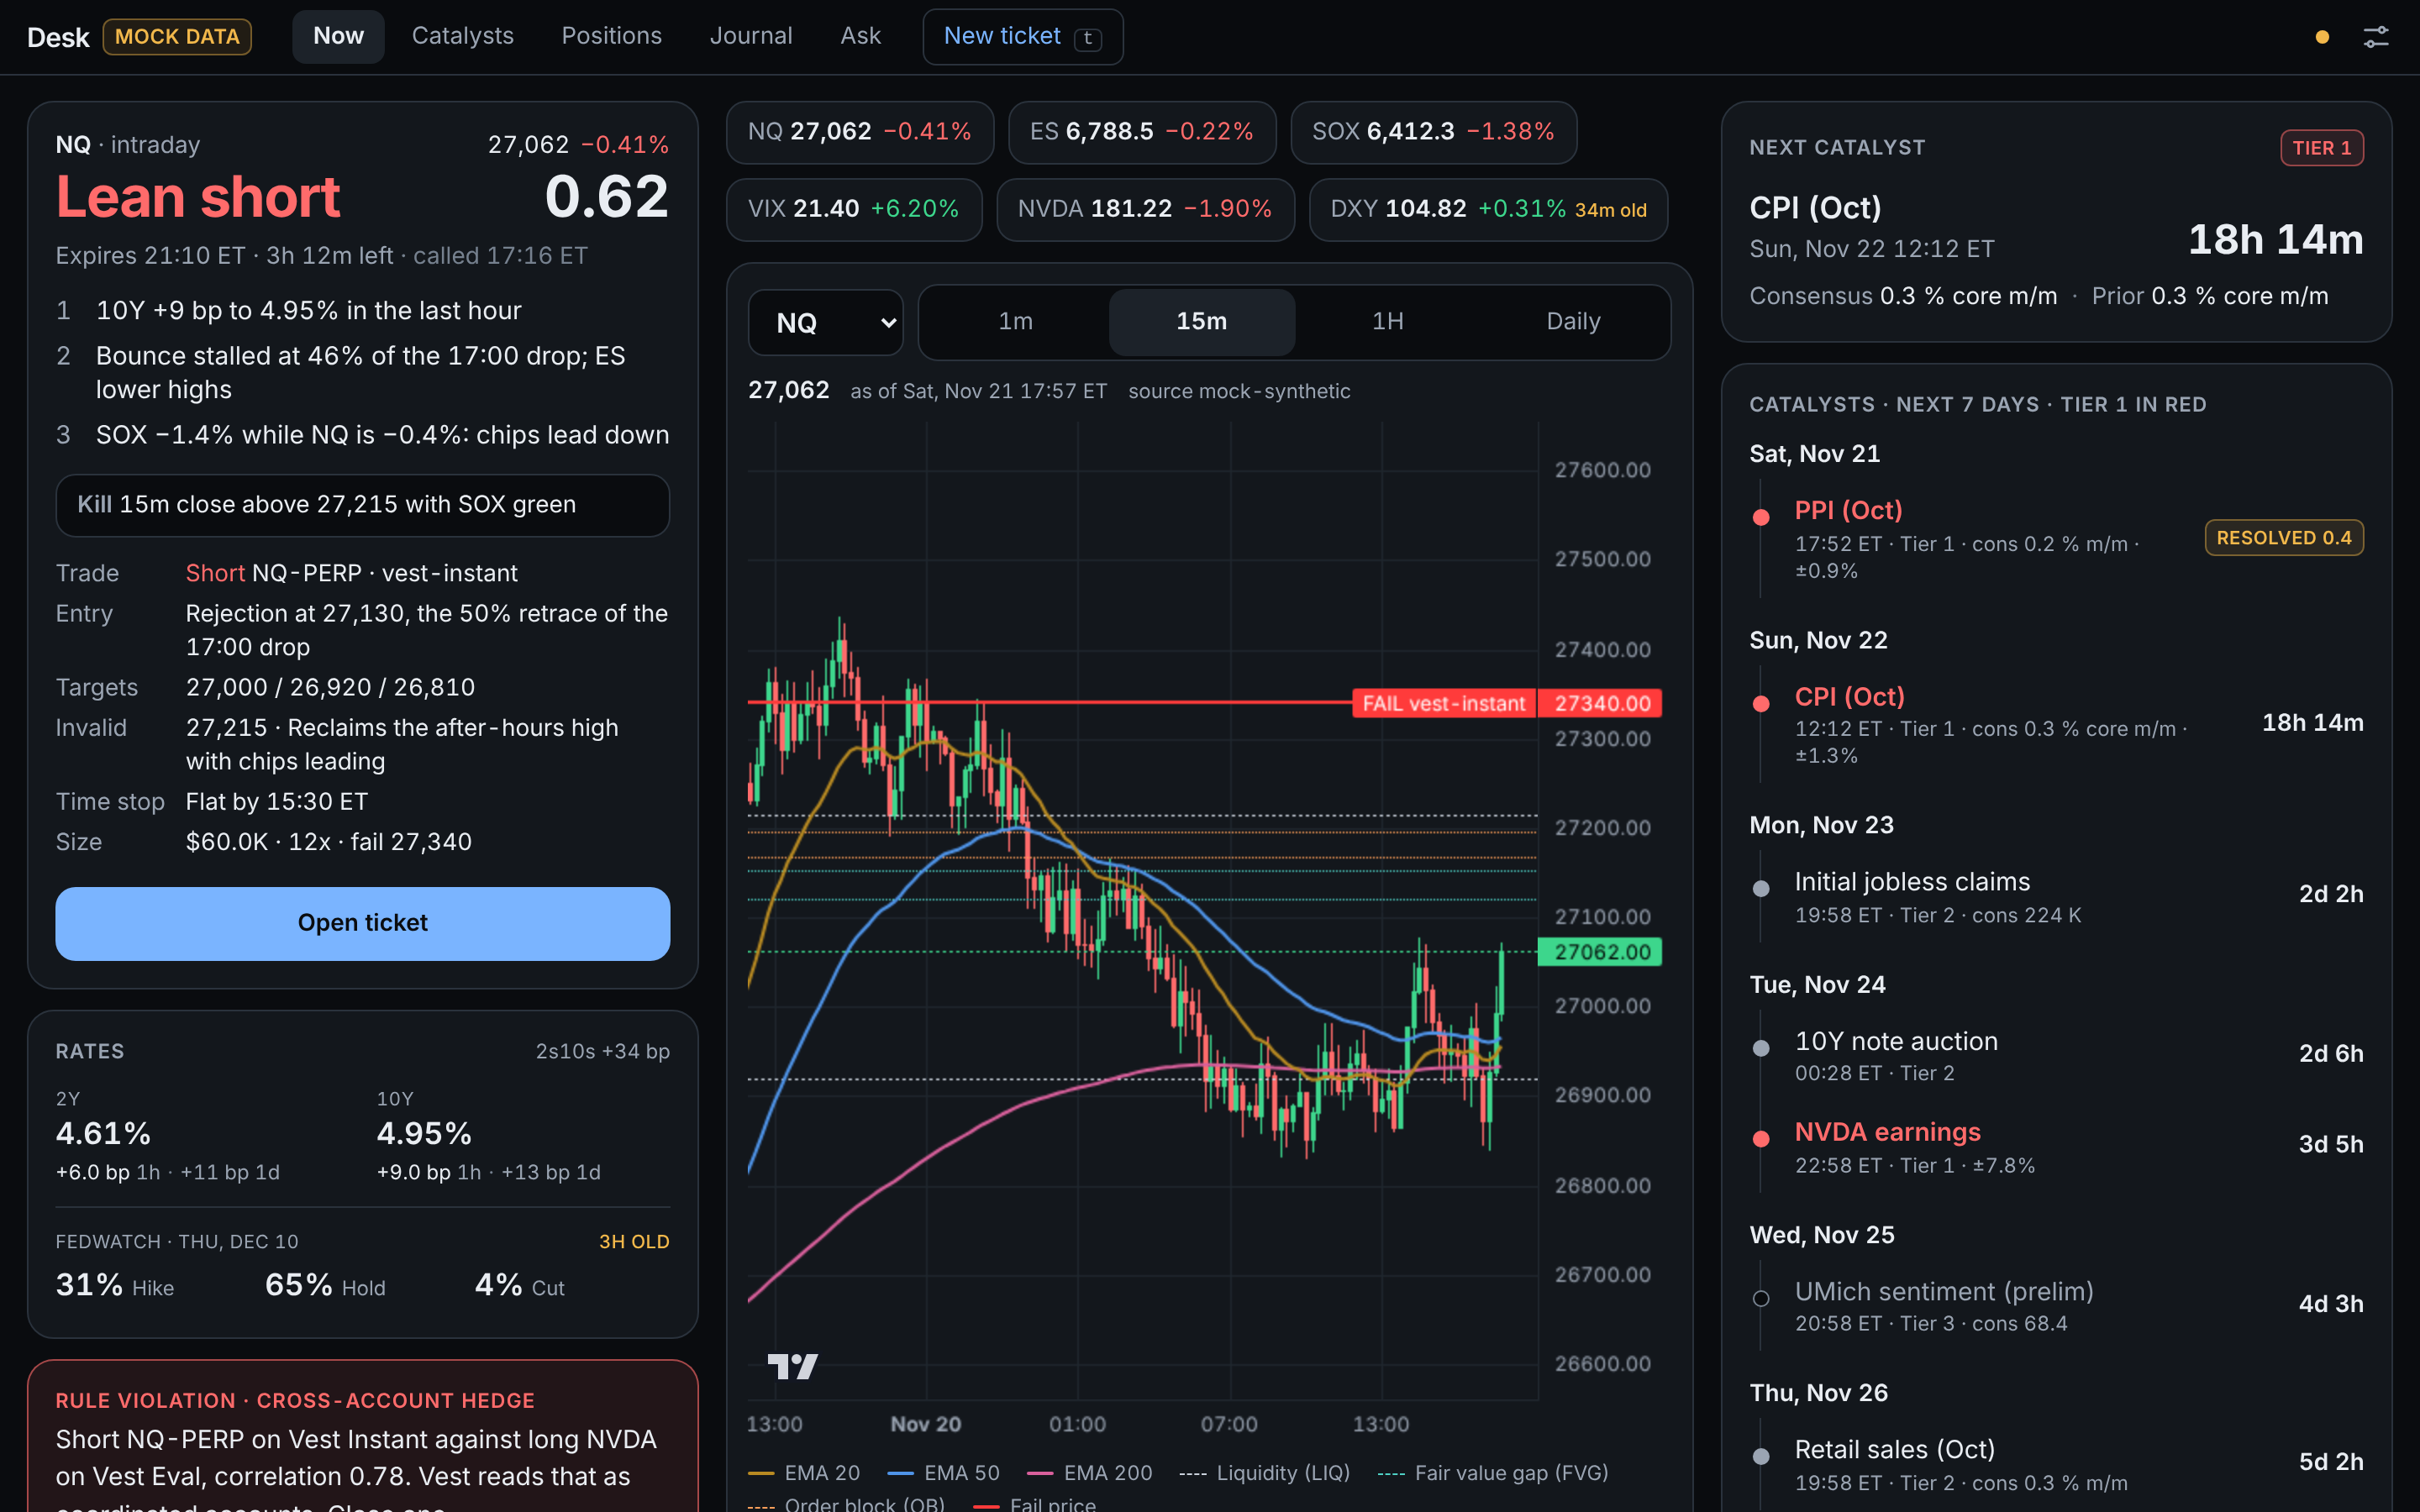 Desk MOCK DATA Now Catalysts Positions Journal Ask New ticket t
NQ · intraday 27,062 −0.41%
Lean short 0.62
Expires 21:10 ET · 3h 12m left · called 17:16 ET
1 10Y +9 bp to 4.95% in the last hour
2 Bounce stalled at 46% of the 17:00 drop; ES
lower highs
3 SOX −1.4% while NQ is −0.4%: chips lead down
Kill 15m close above 27,215 with SOX green
Trade Short NQ-PERP · vest-instant
Entry Rejection at 27,130, the 50% retrace of the
17:00 drop
Targets 27,000 / 26,920 / 26,810
Invalid 27,215 · Reclaims the after-hours high
with chips leading
Time stop Flat by 15:30 ET
Size $60.0K · 12x · fail 27,340
Open ticket
RATES 2s10s +34 bp
2Y 10Y
4.61% 4.95%
+6.0 bp 1h · +11 bp 1d +9.0 bp 1h · +13 bp 1d
FEDWATCH · THU, DEC 10 3H OLD
31% Hike 65% Hold 4% Cut
RULE VIOLATION · CROSS-ACCOUNT HEDGE
Short NQ-PERP on Vest Instant against long NVDA
on Vest Eval, correlation 0.78. Vest reads that as
NQ 27,062 −0.41% ES 6,788.5 −0.22% SOX 6,412.3 −1.38%
VIX 21.40 +6.20% NVDA 181.22 −1.90% DXY 104.82 +0.31% 34m old
NQ 1m 15m 1H Daily
27,062 as of Sat, Nov 21 17:57 ET source mock-synthetic
27600.00
27500.00
27400.00
FAIL vest-instant 27340.00
27300.00
27200.00
27100.00
27062.00
27000.00
26900.00
26800.00
26700.00
26600.00
13:00 Nov 20 01:00 07:00 13:00
EMA 20 EMA 50 EMA 200 Liquidity (LIQ) Fair value gap (FVG)
Order block (OB) Fail price
NEXT CATALYST TIER 1
CPI (Oct)
Sun, Nov 22 12:12 ET 18h 14m
Consensus 0.3 % core m/m · Prior 0.3 % core m/m
CATALYSTS · NEXT 7 DAYS · TIER 1 IN RED
Sat, Nov 21
PPI (Oct)
17:52 ET · Tier 1 · cons 0.2 % m/m · RESOLVED 0.4
±0.9%
Sun, Nov 22
CPI (Oct)
12:12 ET · Tier 1 · cons 0.3 % core m/m · 18h 14m
±1.3%
Mon, Nov 23
Initial jobless claims 2d 2h
19:58 ET · Tier 2 · cons 224 K
Tue, Nov 24
10Y note auction 2d 6h
00:28 ET · Tier 2
NVDA earnings 3d 5h
22:58 ET · Tier 1 · ±7.8%
Wed, Nov 25
UMich sentiment (prelim) 4d 3h
20:58 ET · Tier 3 · cons 68.4
Thu, Nov 26
Retail sales (Oct) 5d 2h
19:58 ET · Tier 2 · cons 0.3 % m/m